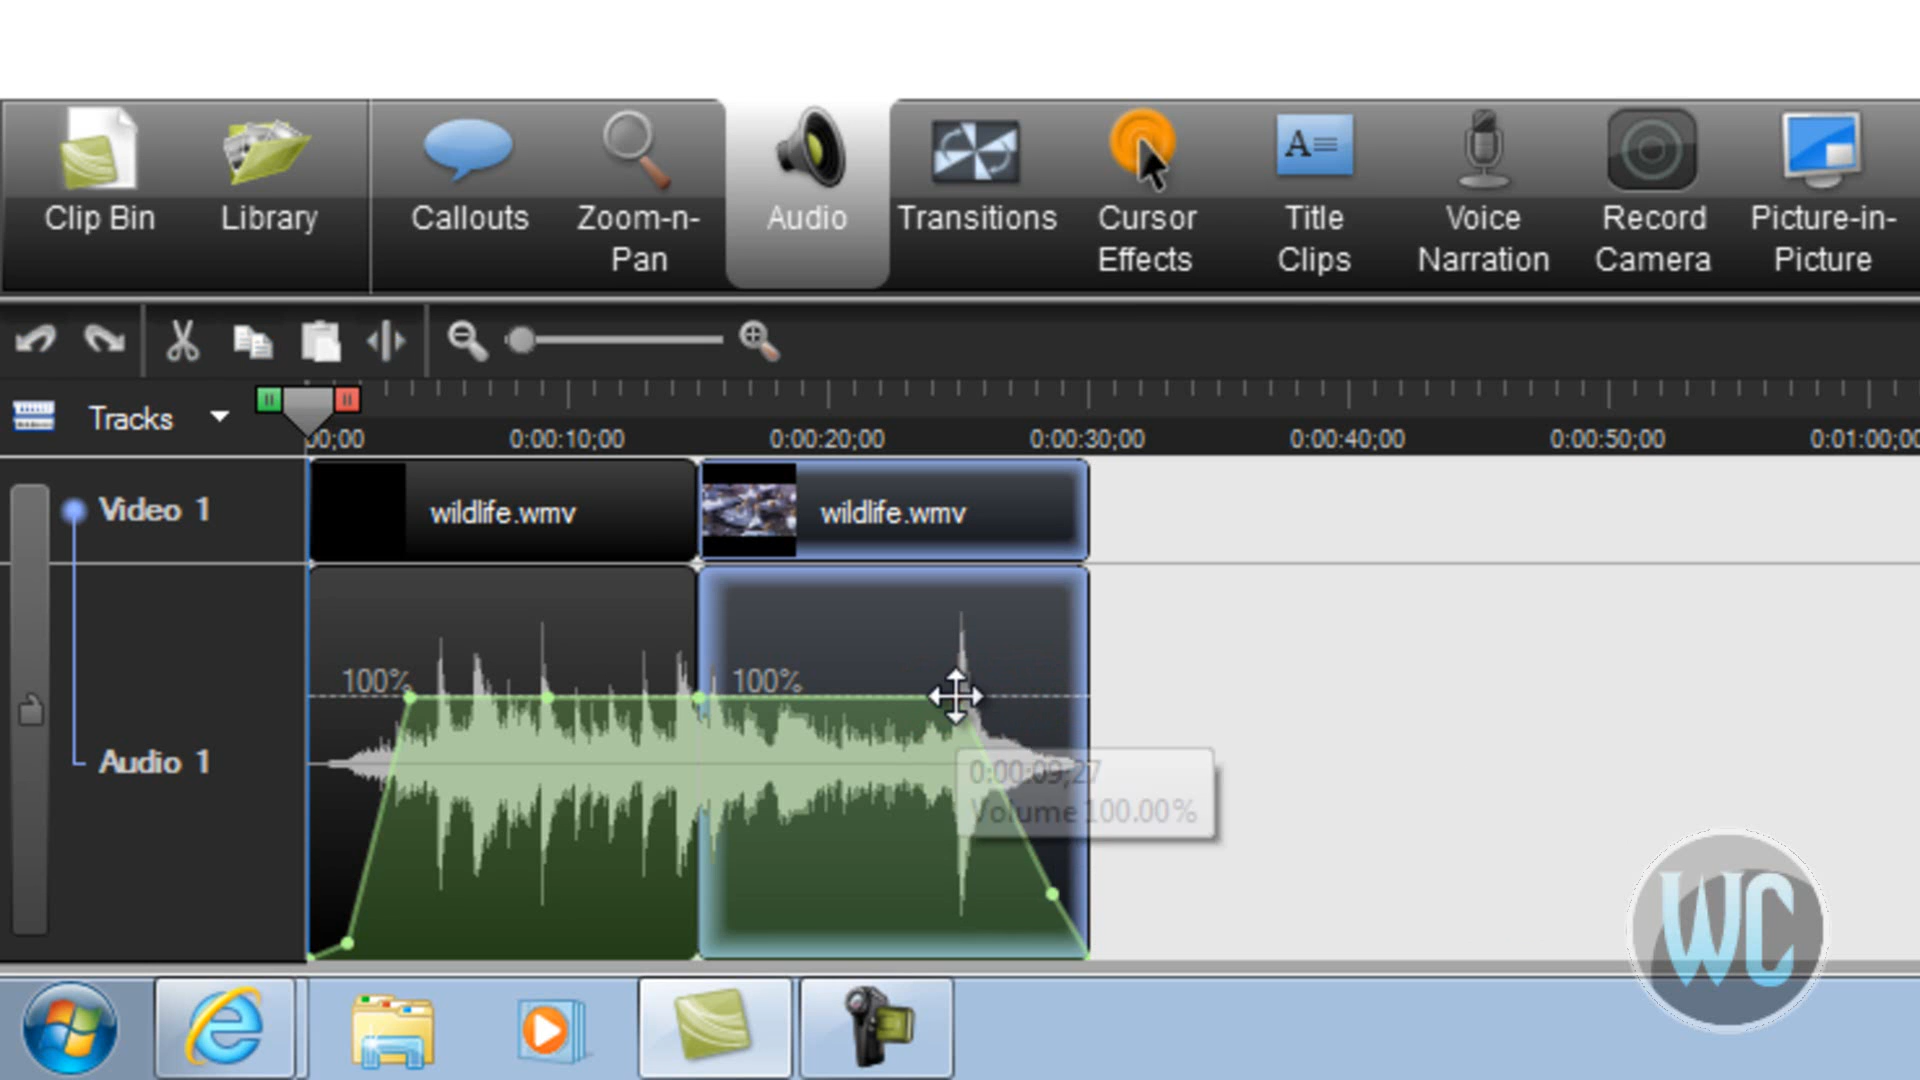 Clip Bin
Library
Callouts
Zoom-n-
Pan
Audio
Transitions
Cursor
Effects
A
Title
Clips
Voice
Narration
Record
Camera
Picture-in-
Picture
Tracks
00;00
0:00:10;00
0:00:20;00
0:00:30;00
0:00:40;00
0:00:50;00
0:01:00;00
Video 1
wildlife.wmv
wildlife.wmv
100%
100%
Audio 1
0:00:09;27
Volume 100.00%
WC